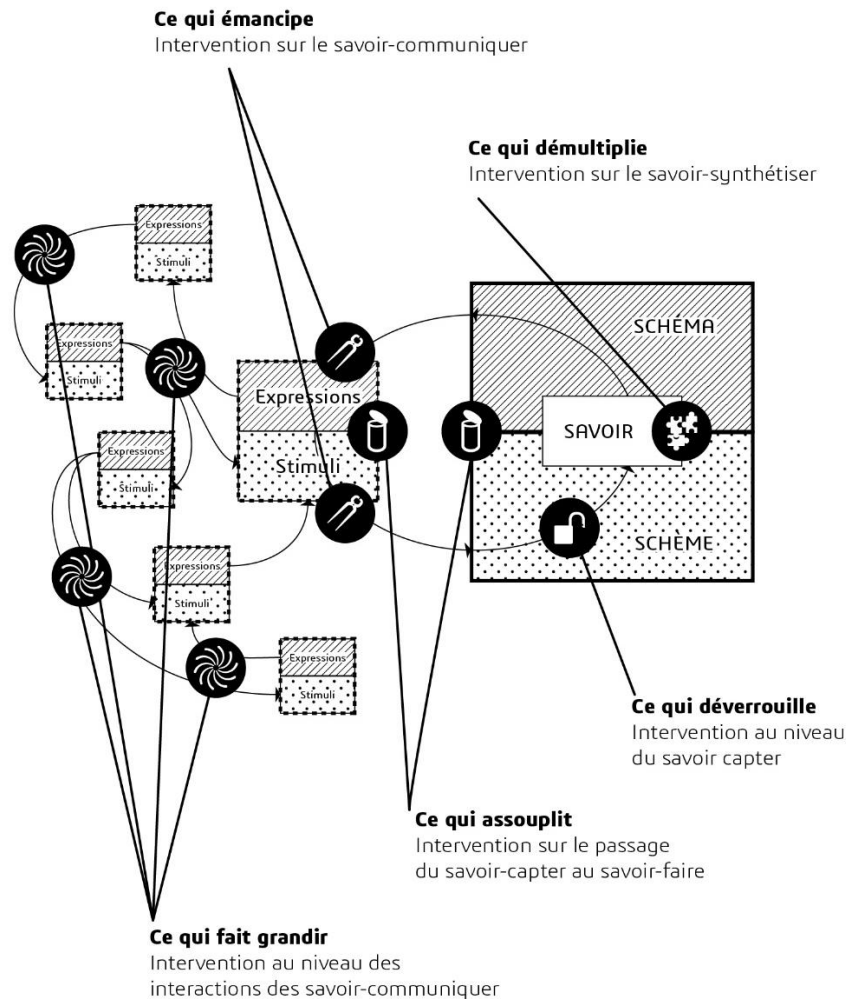 Ce qui émancipe
Intervention sur le savoir-communiquer
Ce qui démultiplie
Intervention sur le savoir-synthétiser
Expressions
Stimuli
SCHÉMA
Expressions
Stimuli
Expressions
Stimuli
SAVOIR
Expressions
Stimuli
SCHÈME
Expressions
Stimuli
Expressions
Stimuli
Ce qui déverrouille
Intervention au niveau
du savoir capter
Ce qui assouplit
Intervention sur le passage
du savoir-capter au savoir-faire
Ce qui fait grandir
Intervention au niveau des
interactions des savoir-communiquer